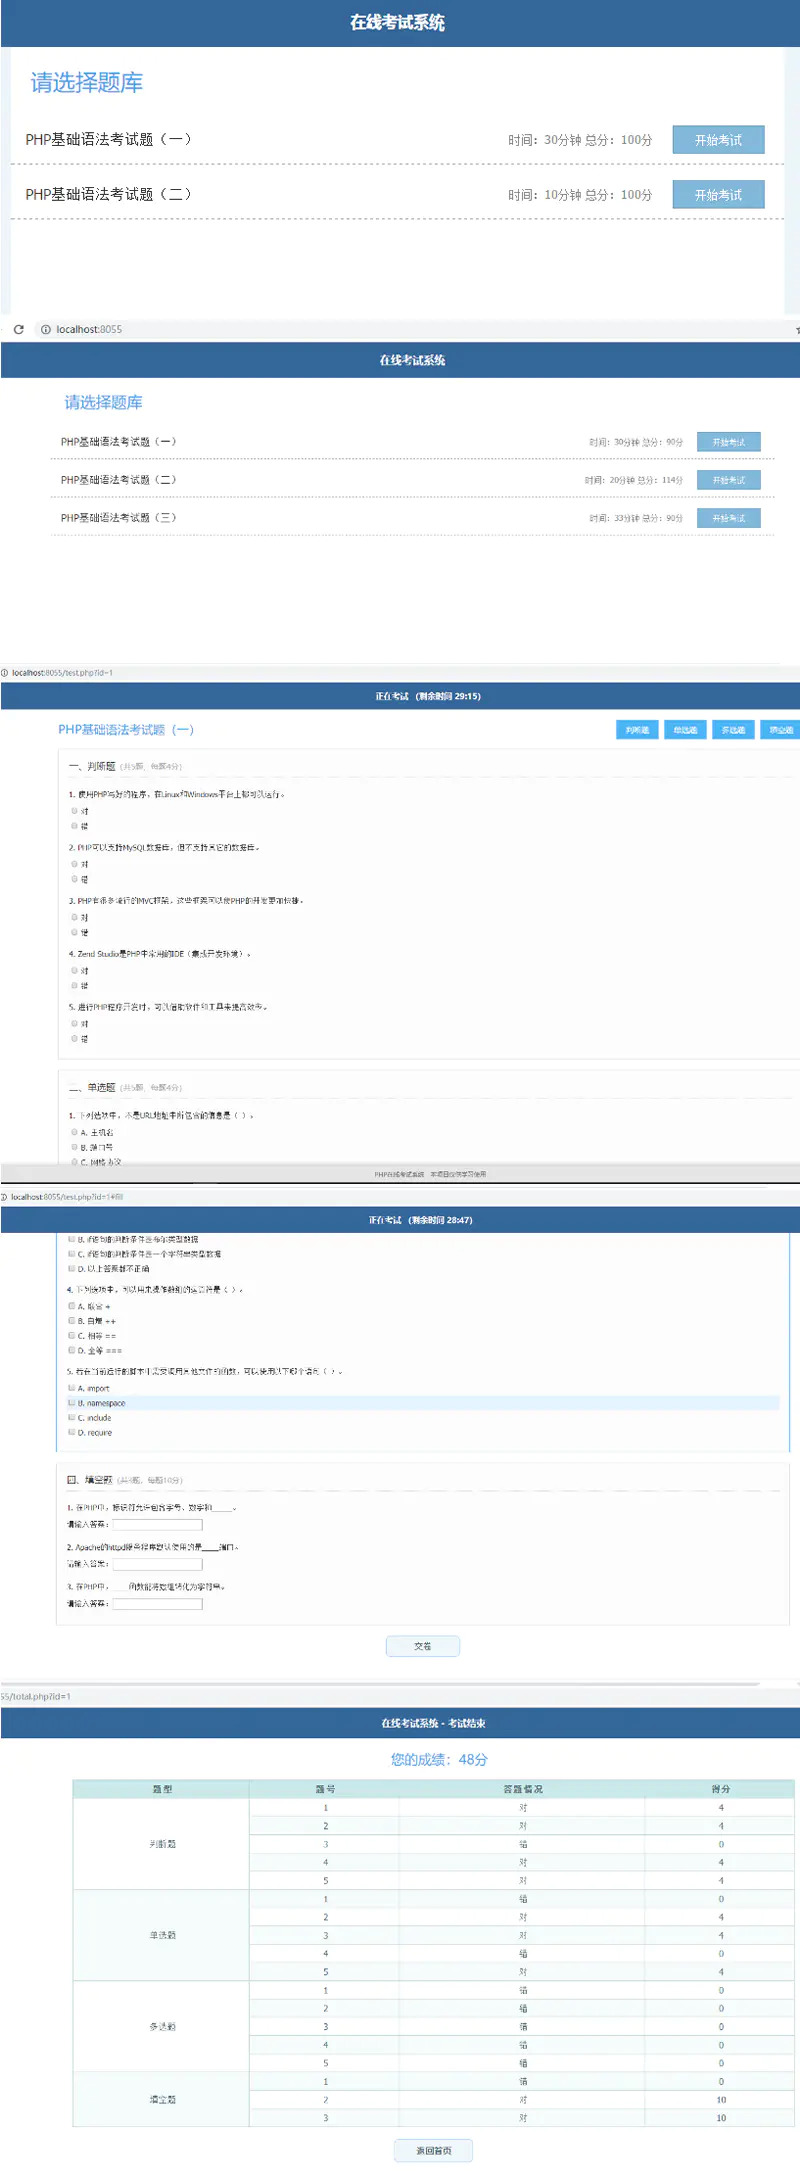 在线考试系统
请选择题库
PHP基础语法考试题（一） 时间：30分钟 总分：100分 开始考试
PHP基础语法考试题（二） 时间：10分钟 总分：100分 开始考试
localhost:8055
在线考试系统
请选择题库
PHP基础语法考试题（一） 时间：30分钟 总分：90分 开始考试
PHP基础语法考试题（二） 时间：20分钟 总分：114分 开始考试
PHP基础语法考试题（三） 时间：33分钟 总分：90分 开始考试
localhost:8055/test.php?id=1
正在考试 （剩余时间 29:15）
PHP基础语法考试题（一） 判断题 单选题 多选题 填空题
一、判断题（共5题，每题4分）
1. 使用PHP写好的程序，在Linux和Windows平台上都可以运行。
对
错
2. PHP可以支持MySQL数据库，但不支持其它的数据库。
对
错
3. PHP有很多流行的MVC框架，这些框架可以使PHP的开发更加快捷。
对
错
4. Zend Studio是PHP中常用的IDE（集成开发环境）。
对
错
5. 进行PHP程序开发时，可以借助软件和工具来提高效率。
对
错
二、单选题（共5题，每题4分）
1. 下列选项中，不是URL地址中所包含的信息是（ ）。
A. 主机名
B. 端口号
C. 网络协议
PHP在线考试系统 本项目仅供学习使用
localhost:8055/test.php?id=1#
正在考试 （剩余时间 28:47）
B. if语句的判断条件是布尔类型数据
C. if语句的判断条件是一个字符串类型数据
D. 以上答案都不正确
4. 下列选项中，可以用来操作数组的运算符是（ ）。
A. 联合 +
B. 自增 ++
C. 相等 ==
D. 全等 ===
5. 若在当前运行的脚本中需要调用其他文件的函数，可以使用以下哪个语句（ ）。
A. import
B. namespace
C. include
D. require
四、填空题（共3题，每题10分）
1. 在PHP中，标识符允许包含字母、数字和____。
请输入答案：
2. Apache的httpd服务程序默认使用的是____端口。
请输入答案：
3. 在PHP中，____函数能将数组转化为字符串。
请输入答案：
交卷
55/total.php?id=1
在线考试系统 - 考试结束
您的成绩：48分
题型 题号 答题情况 得分
判断题
1 对 4
2 对 4
3 错 0
4 对 4
5 对 4
单选题
1 错 0
2 对 4
3 对 4
4 错 0
5 对 4
多选题
1 错 0
2 错 0
3 错 0
4 错 0
5 错 0
填空题
1 错 0
2 对 10
3 对 10
返回首页